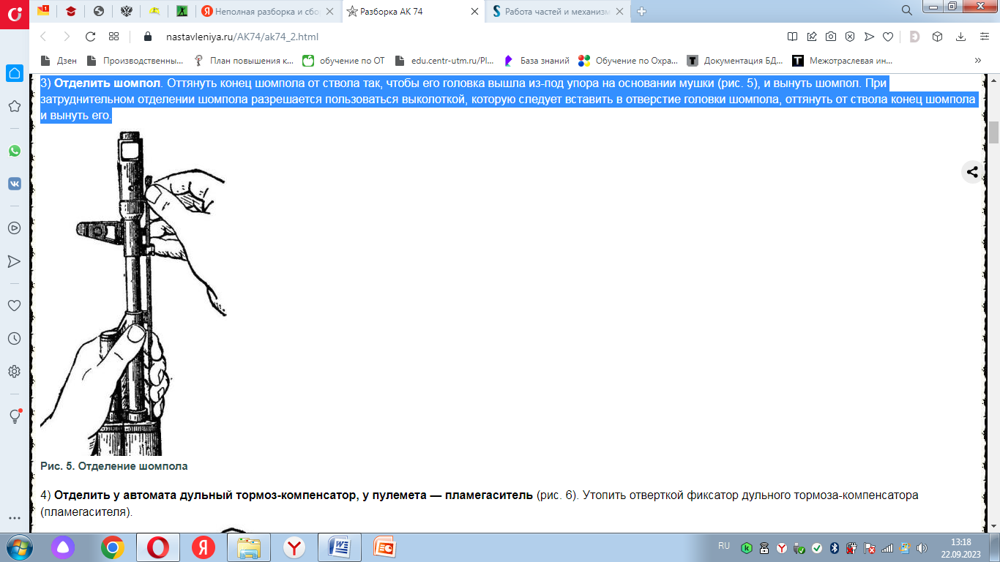 1
Неполная разборка и сбо
Разборка АК 74
Работа частей и механизм
nastavleniya.ru/AK74/ak74_2.html
Дзен
Производственны...
План повышения к...
обучение по ОТ
edu.centr-utm.ru/Pl...
База знаний
Обучение по Охра...
Документация БД...
Межотраслевая ин...
3) Отделить шомпол. Оттянуть конец шомпола от ствола так, чтобы его головка вышла из-под упора на основании мушки (рис. 5), и вынуть шомпол. При
затруднительном отделении шомпола разрешается пользоваться выколоткой, которую следует вставить в отверстие головки шомпола, оттянуть от ствола конец шомпола
и вынуть его.
Рис. 5. Отделение шомпола
4) Отделить у автомата дульный тормоз-компенсатор, у пулемета — пламегаситель (рис. 6). Утопить отверткой фиксатор дульного тормоза-компенсатора
(пламегасителя).
RU
13:18
22.09.2023